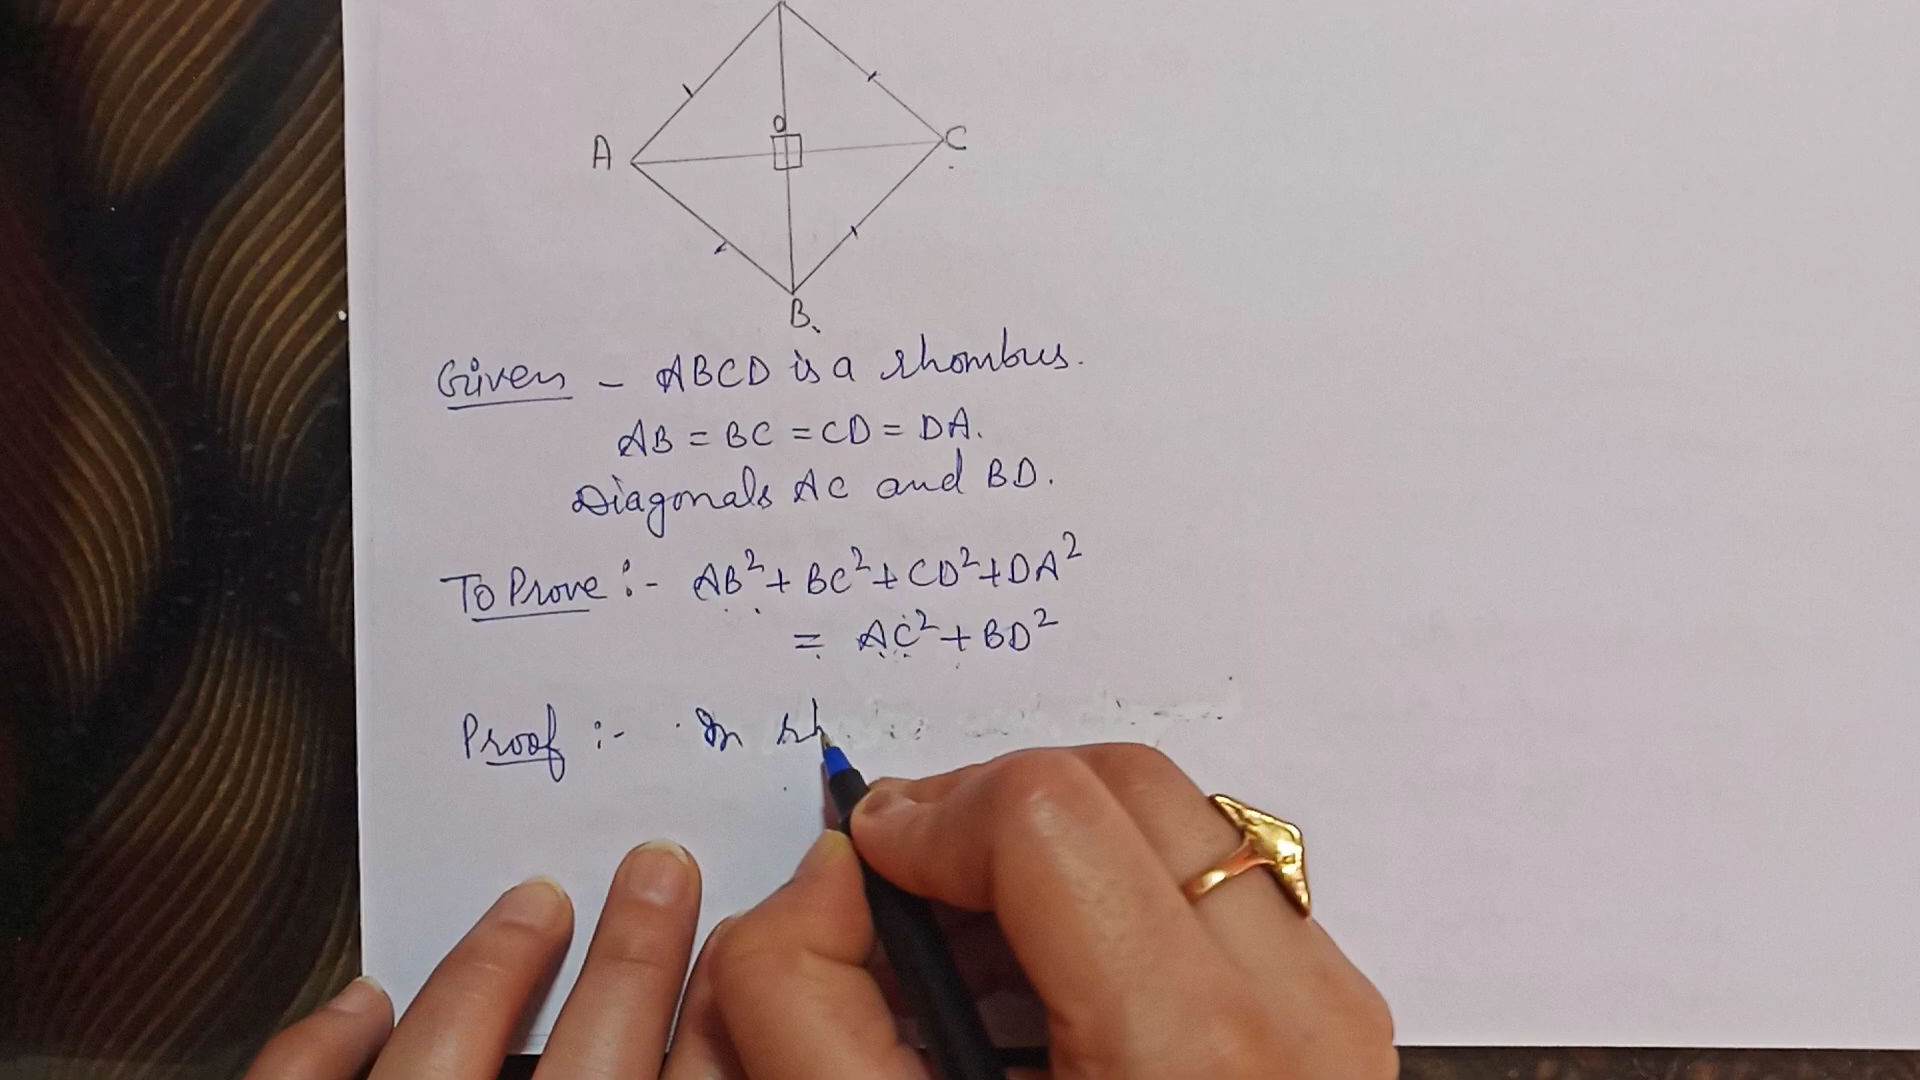 O
A
C
B
Given - ABCD is a rhombus.
AB = BC = CD = DA.
Diagonals AC and BD.
To Prove :- AB² + BC² + CD² + DA²
= AC² + BD²
Proof :- In